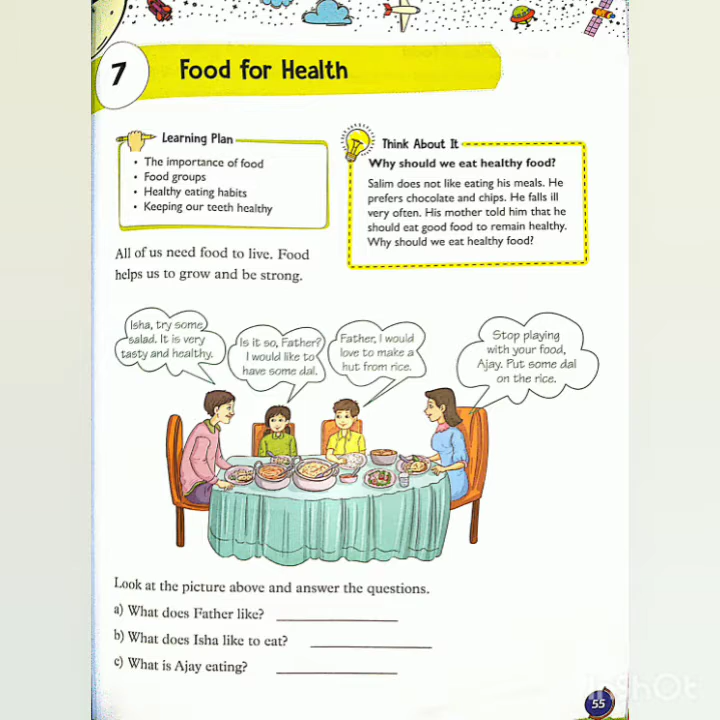 7
Food for Health
Learning Plan
• The importance of food
• Food groups
• Healthy eating habits
• Keeping our teeth healthy
Think About It
Why should we eat healthy food?
Salim does not like eating his meals. He
prefers chocolate and chips. He falls ill
very often. His mother told him that he
should eat good food to remain healthy.
Why should we eat healthy food?
All of us need food to live. Food
helps us to grow and be strong.
Isha, try some
salad. It is very
tasty and healthy.
Is it so, Father?
I would like to
have some dal.
Father, I would
love to make a
hut from rice.
Stop playing
with your food,
Ajay. Put some dal
on the rice.
Look at the picture above and answer the questions.
a) What does Father like?
b) What does Isha like to eat?
c) What is Ajay eating?
InShOt
55